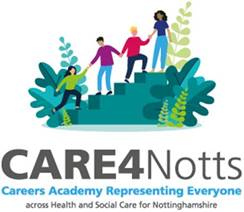 CARE4Notts
Careers Academy Representing Everyone
across Health and Social Care for Nottinghamshire